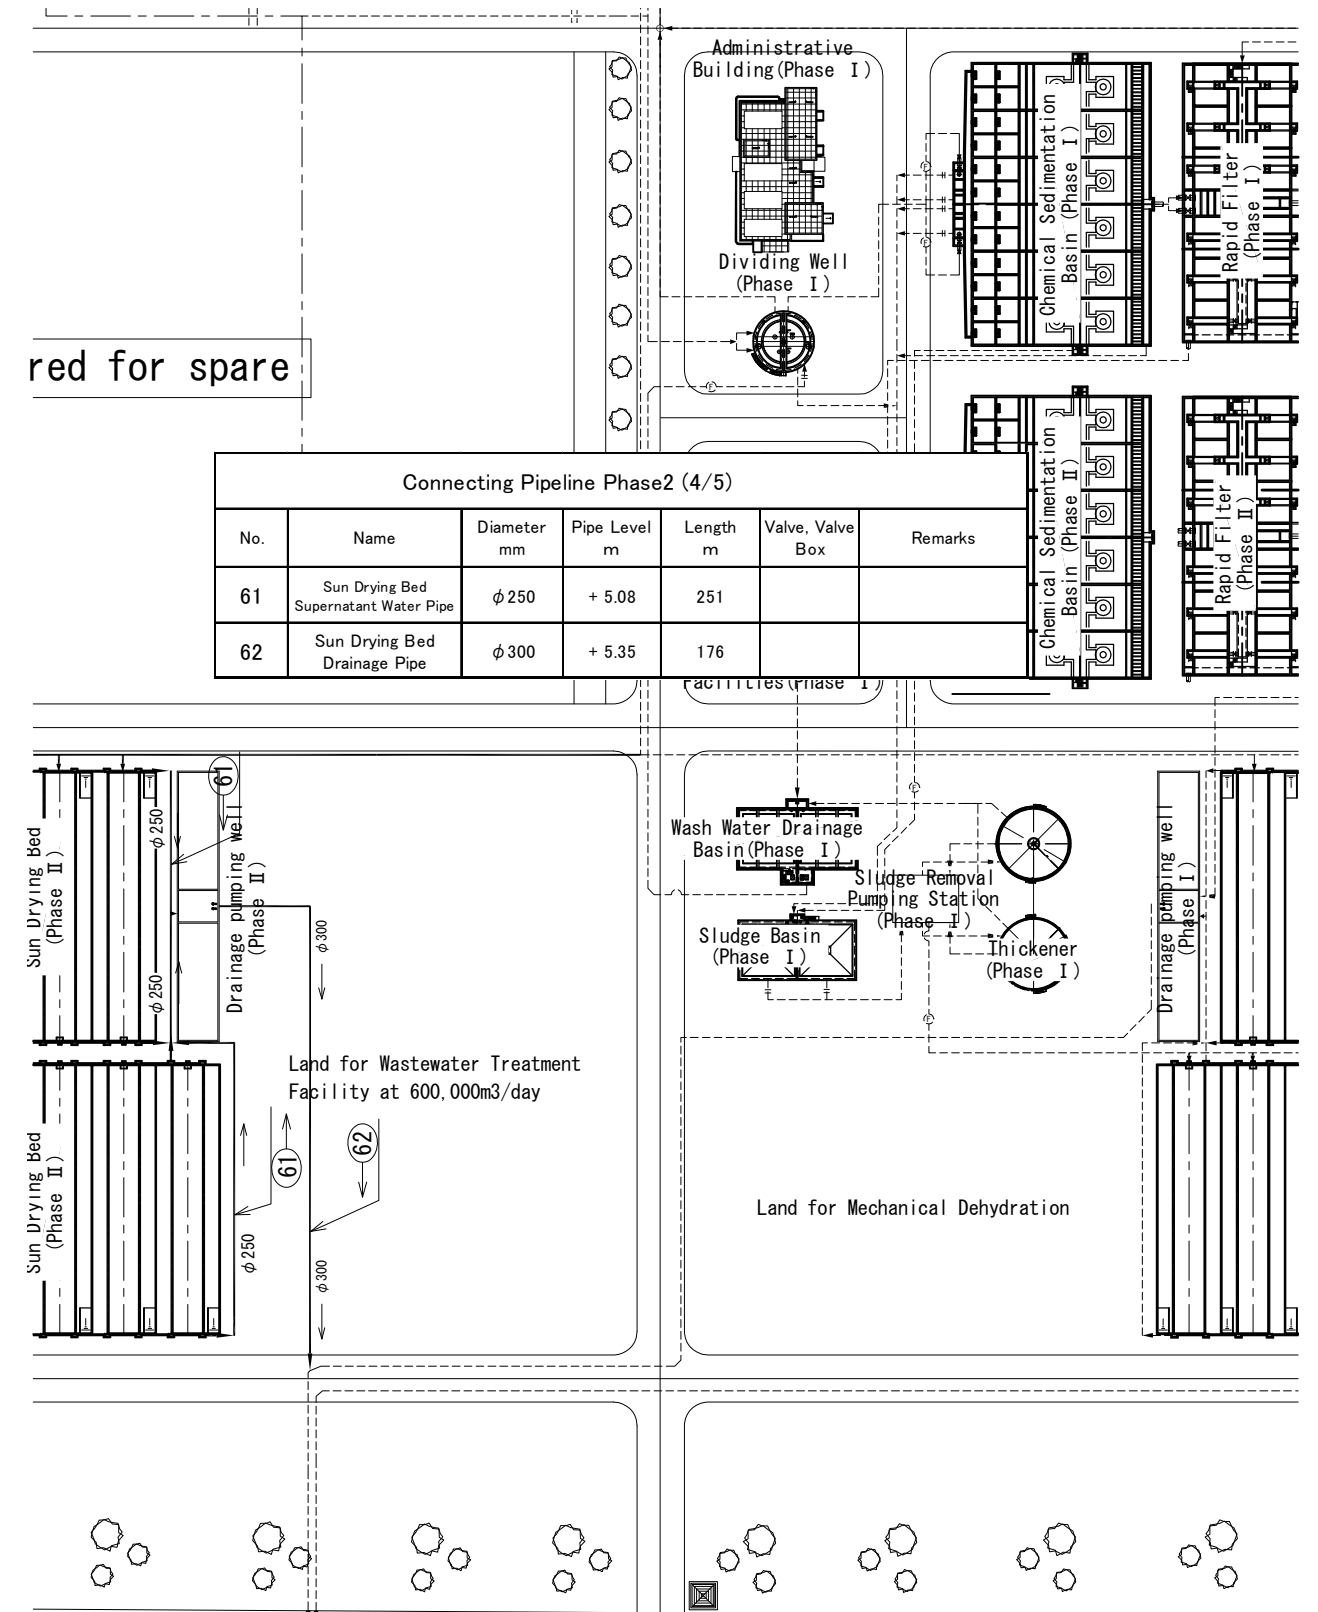 Administrative
Building(Phase Ⅰ)
Chemical Sedimentation
Basin (Phase Ⅰ)
Rapid Filter
(Phase Ⅰ)
Dividing Well
(Phase Ⅰ)
red for spare
Connecting Pipeline Phase2 (4/5)
No. Name Diameter mm Pipe Level m Length m Valve, Valve Box Remarks
61 Sun Drying Bed Supernatant Water Pipe φ250 + 5.08 251
62 Sun Drying Bed Drainage Pipe φ300 + 5.35 176
Chemical Sedimentation
Basin (Phase Ⅱ)
Rapid Filter
(Phase Ⅱ)
Facilities(Phase Ⅰ)
61
φ250
Sun Drying Bed
(Phase Ⅱ)
Drainage pumping well
(Phase Ⅱ)
φ250
φ300
Wash Water Drainage
Basin(Phase Ⅰ)
Sludge Removal
Pumping Station
(Phase Ⅰ)
Sludge Basin
(Phase Ⅰ)
Thickener
(Phase Ⅰ)
Drainage pumping well
(Phase Ⅰ)
Land for Wastewater Treatment
Facility at 600,000m3/day
Sun Drying Bed
(Phase Ⅱ)
61
62
φ250
φ300
Land for Mechanical Dehydration